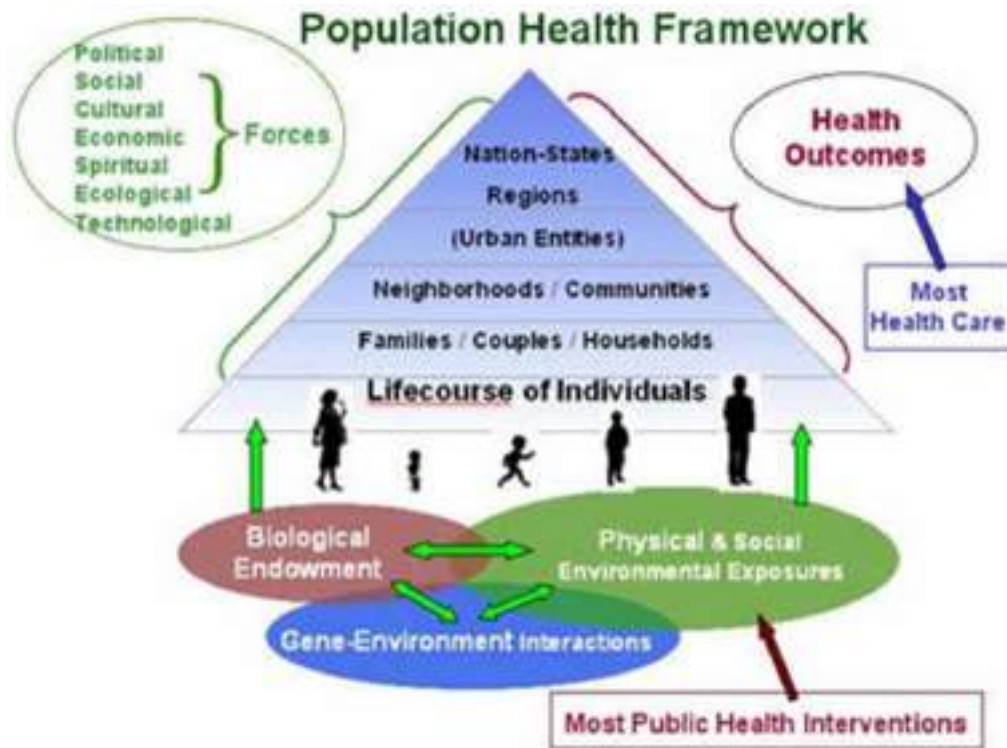 Population Health Framework
Political
Social
Cultural
Economic
Spiritual
Ecological
Technological
Forces
Nation-States
Regions
(Urban Entities)
Neighborhoods / Communities
Families / Couples / Households
Lifecourse of Individuals
Health
Outcomes
Most
Health Care
Biological
Endowment
Physical & Social
Environmental Exposures
Gene-Environment Interactions
Most Public Health Interventions